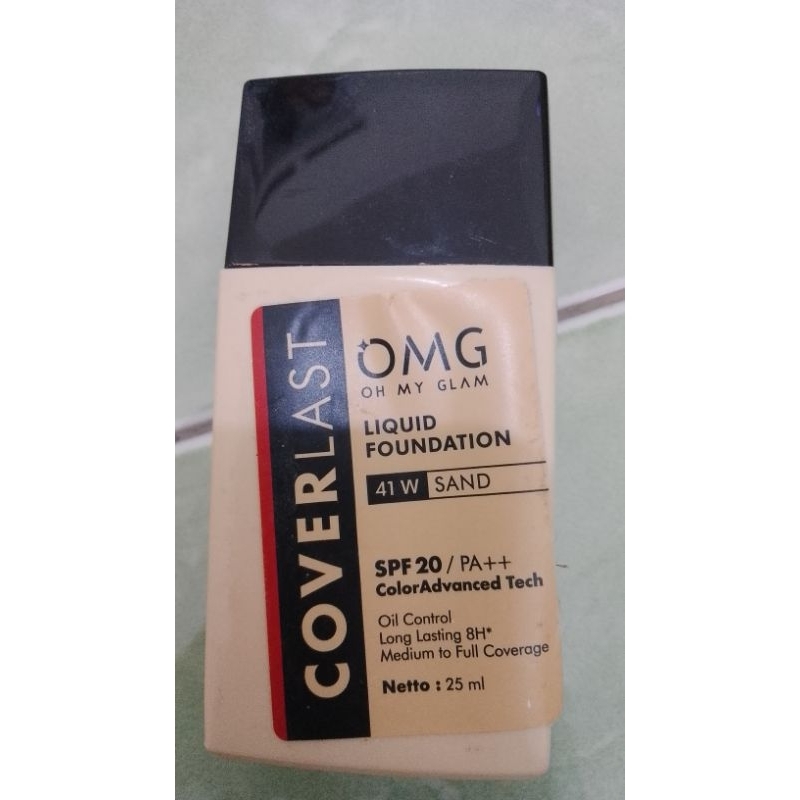 COVERLAST
OMG
OH MY GLAM
LIQUID
FOUNDATION
41 W SAND
SPF 20 / PA++
ColorAdvanced Tech
Oil Control
Long Lasting 8H*
Medium to Full Coverage
Netto : 25 ml